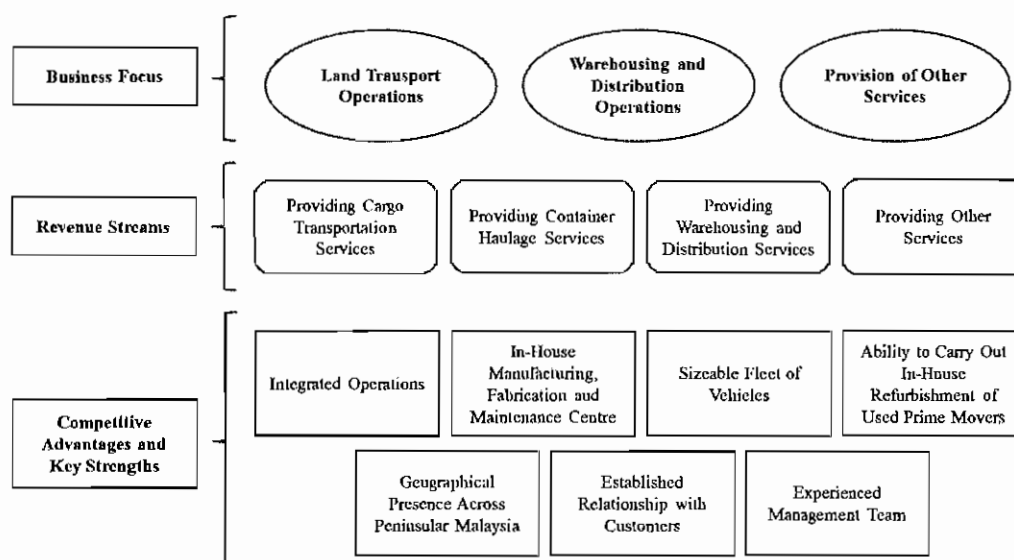 Business Focus
Land Transport
Operations
Warehousing and
Distribution
Operations
Provision of Other
Services
Revenue Streams
Providing Cargo
Transportation
Services
Providing Container
Haulage Services
Providing
Warehousing and
Distribution Services
Providing Other
Services
Competitive
Advantages and
Key Strengths
Integrated Operations
In-House
Manufacturing,
Fabrication and
Maintenance Centre
Sizeable Fleet of
Vehicles
Ability to Carry Out
In-House
Refurbishment of
Used Prime Movers
Geographical
Presence Across
Peninsular Malaysia
Established
Relationship with
Customers
Experienced
Management Team